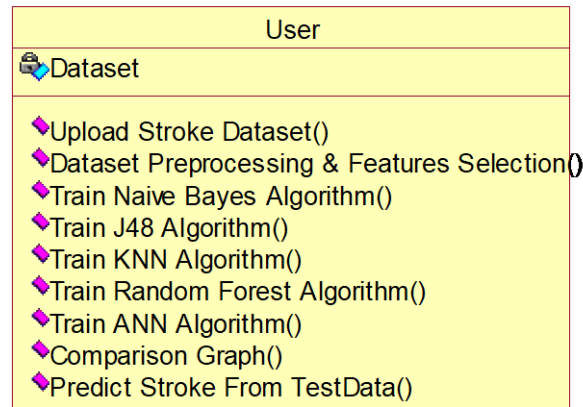 User
Dataset
Upload Stroke Dataset()
Dataset Preprocessing & Features Selection()
Train Naive Bayes Algorithm()
Train J48 Algorithm()
Train KNN Algorithm()
Train Random Forest Algorithm()
Train ANN Algorithm()
Comparison Graph()
Predict Stroke From TestData()